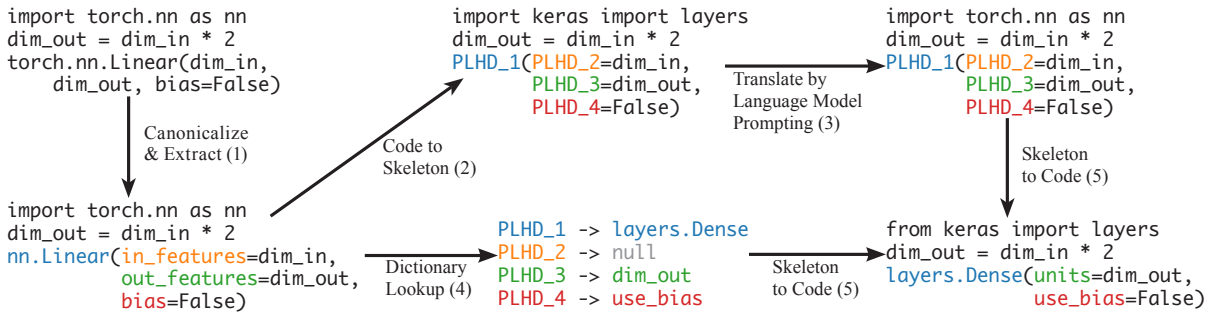 import torch.nn as nn
dim_out = dim_in * 2
torch.nn.Linear(dim_in,
dim_out, bias=False)
Canonicalize
& Extract (1)
import torch.nn as nn
dim_out = dim_in * 2
nn.Linear(in_features=dim_in,
out_features=dim_out,
bias=False)
Code to
Skeleton (2)
import keras import layers
dim_out = dim_in * 2
PLHD_1(PLHD_2=dim_in,
PLHD_3=dim_out,
PLHD_4=False)
Translate by
Language Model
Prompting (3)
import torch.nn as nn
dim_out = dim_in * 2
PLHD_1(PLHD_2=dim_in,
PLHD_3=dim_out,
PLHD_4=False)
Skeleton
to Code (5)
Dictionary
Lookup (4)
PLHD_1 -> layers.Dense
PLHD_2 -> null
PLHD_3 -> dim_out
PLHD_4 -> use_bias
Skeleton
to Code (5)
from keras import layers
dim_out = dim_in * 2
layers.Dense(units=dim_out,
use_bias=False)